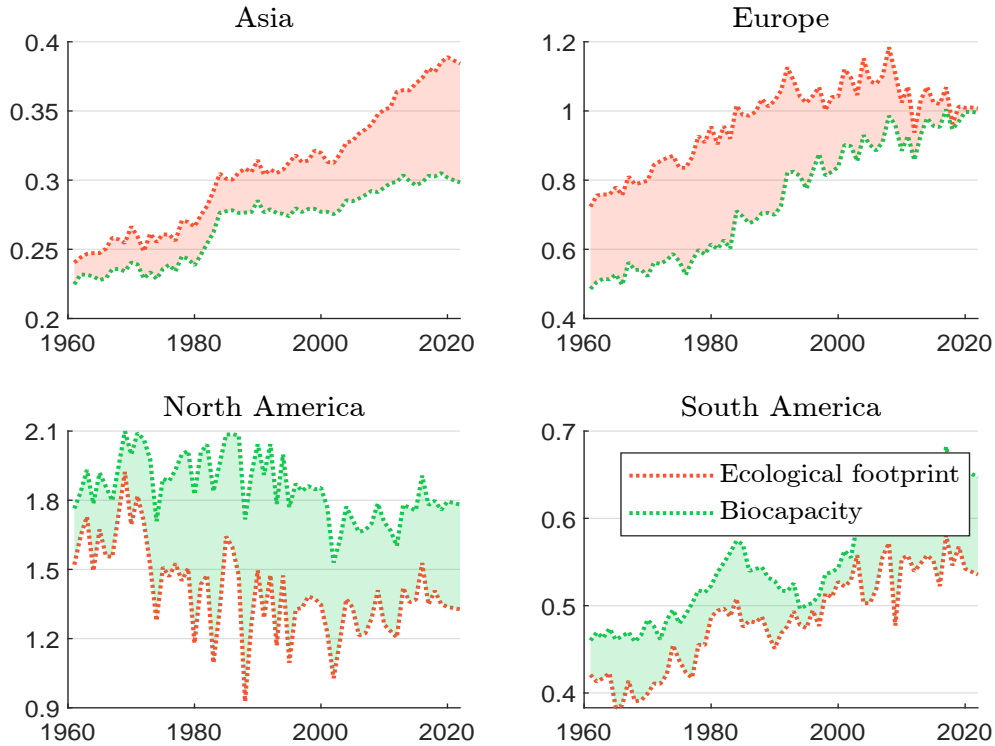 Asia
0.4
0.35
0.3
0.25
0.2
1960 1980 2000 2020
Europe
1.2
1
0.8
0.6
0.4
1960 1980 2000 2020
North America
2.1
1.8
1.5
1.2
0.9
1960 1980 2000 2020
South America
0.7
0.6
0.5
0.4
1960 1980 2000 2020
Ecological footprint
Biocapacity